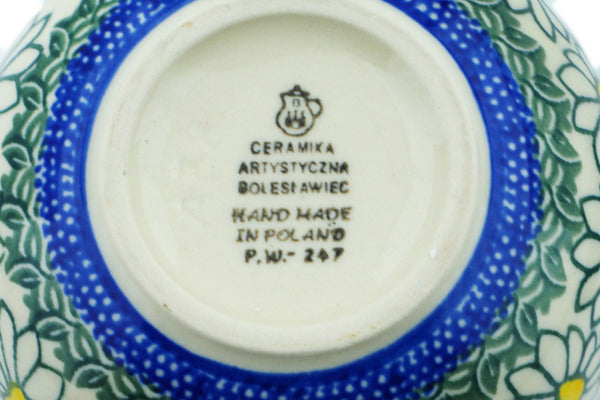 CERAMIKA
ARTYSTYCZNA
BOLESŁAWIEC
HAND MADE
IN POLAND
P.W.- 247